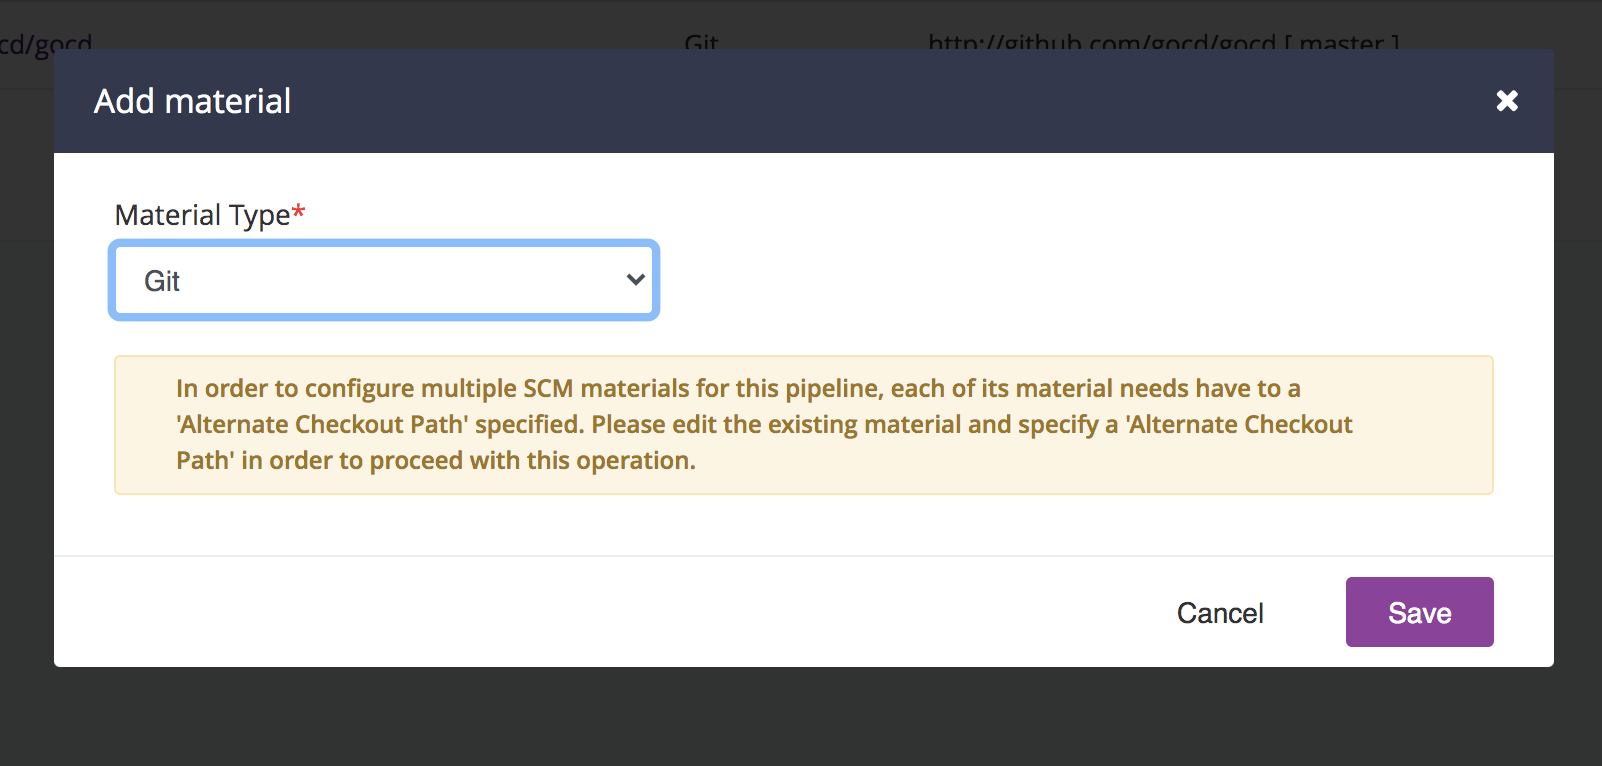 cd/gocd Git http://github.com/gocd/gocd [ master ]
Add material
Material Type*
Git
In order to configure multiple SCM materials for this pipeline, each of its material needs have to a
'Alternate Checkout Path' specified. Please edit the existing material and specify a 'Alternate Checkout
Path' in order to proceed with this operation.
Cancel Save